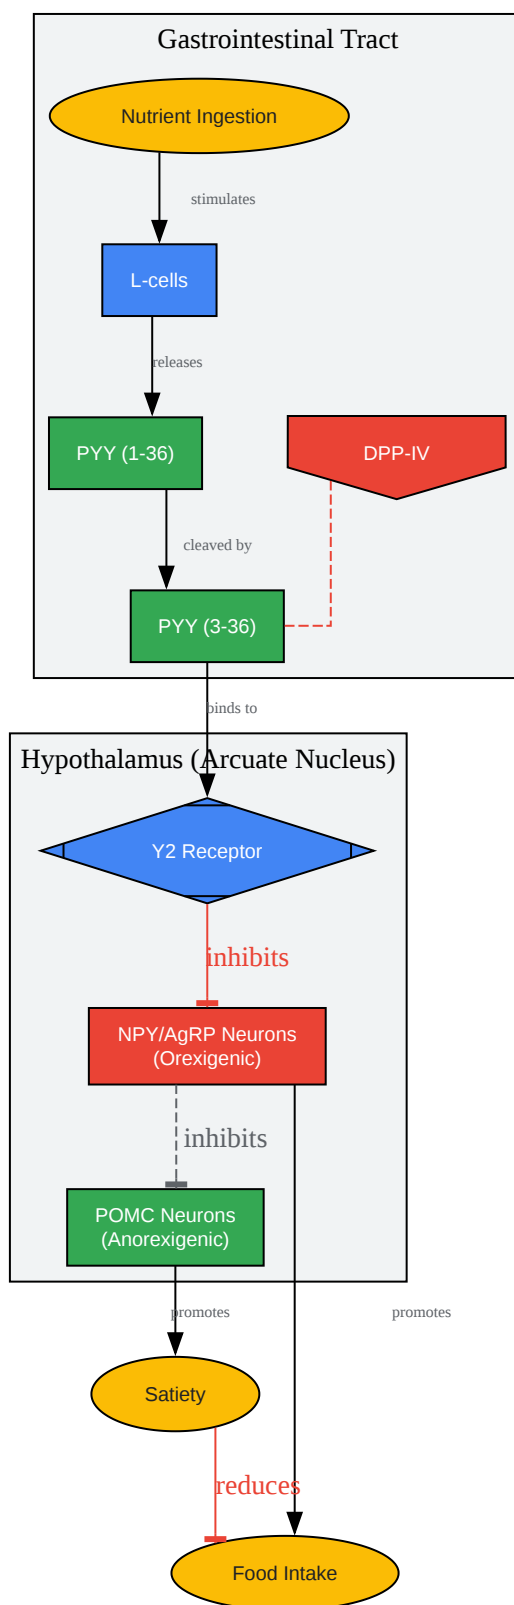 Gastrointestinal Tract
Nutrient Ingestion
stimulates
L-cells
releases
PYY (1-36)
DPP-IV
cleaved by
PYY (3-36)
binds to
Hypothalamus (Arcuate Nucleus)
Y2 Receptor
inhibits
NPY/AgRP Neurons
(Orexigenic)
inhibits
POMC Neurons
(Anorexigenic)
promotes
promotes
Satiety
reduces
Food Intake